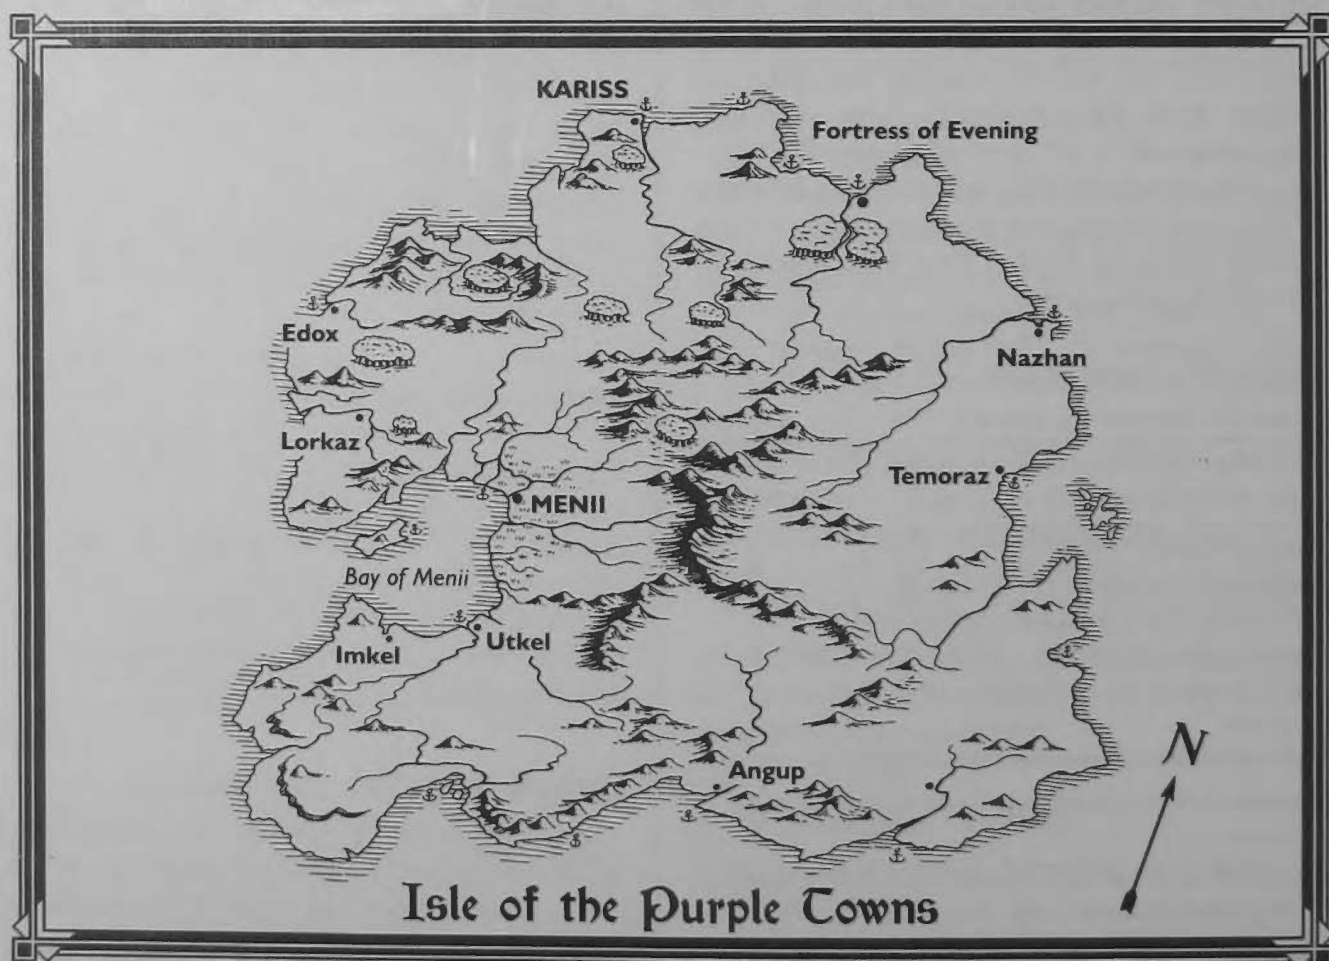 KARISS
Fortress of Evening
Edox
Nazhan
Lorkaz
Temoraz
MENII
Bay of Menii
Utkel
Imkel
Angup
N
Isle of the Purple Towns